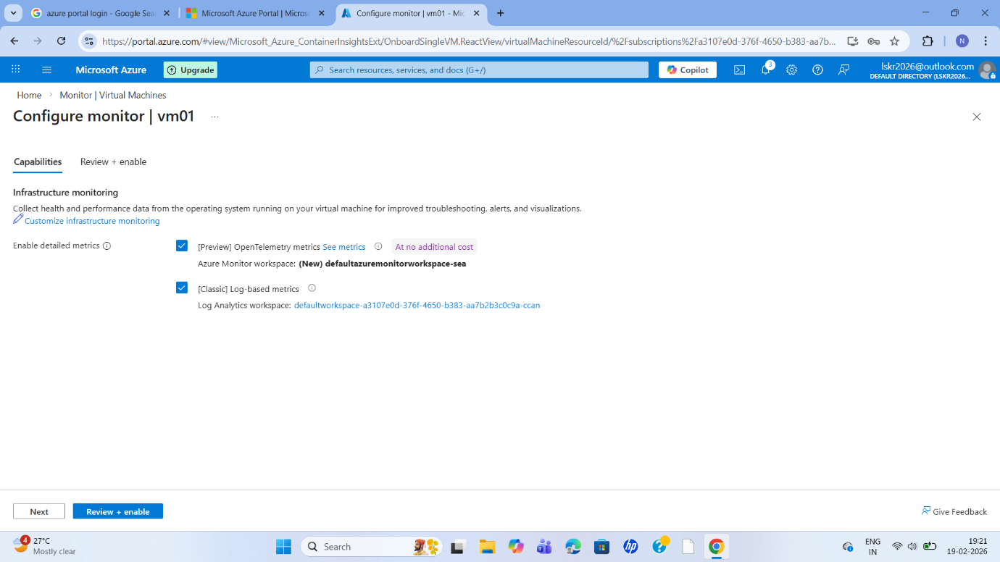 azure portal login - Google Sea
Microsoft Azure Portal | Micros
Configure monitor | vm01 - Mic
https://portal.azure.com/#view/Microsoft_Azure_ContainerInsightsExt/OnboardSingleVM.ReactView/virtualMachineResourceId/%2Fsubscriptions%2Fa3107e0d-376f-4650-b383-aa7b...
N
Microsoft Azure
Upgrade
Search resources, services, and docs (G+/)
Copilot
3
lskr2026@outlook.com
DEFAULT DIRECTORY (LSKR2026...
Home
Monitor | Virtual Machines
Configure monitor | vm01
...
Capabilities
Review + enable
Infrastructure monitoring
Collect health and performance data from the operating system running on your virtual machine for improved troubleshooting, alerts, and visualizations.
Customize infrastructure monitoring
Enable detailed metrics
[Preview] OpenTelemetry metrics See metrics
At no additional cost
Azure Monitor workspace: (New) defaultazuremonitorworkspace-sea
[Classic] Log-based metrics
Log Analytics workspace: defaultworkspace-a3107e0d-376f-4650-b383-aa7b2b3c0c9a-ccan
Next
Review + enable
Give Feedback
4
27°C
Mostly clear
Search
hp
ENG
IN
19:21
19-02-2026